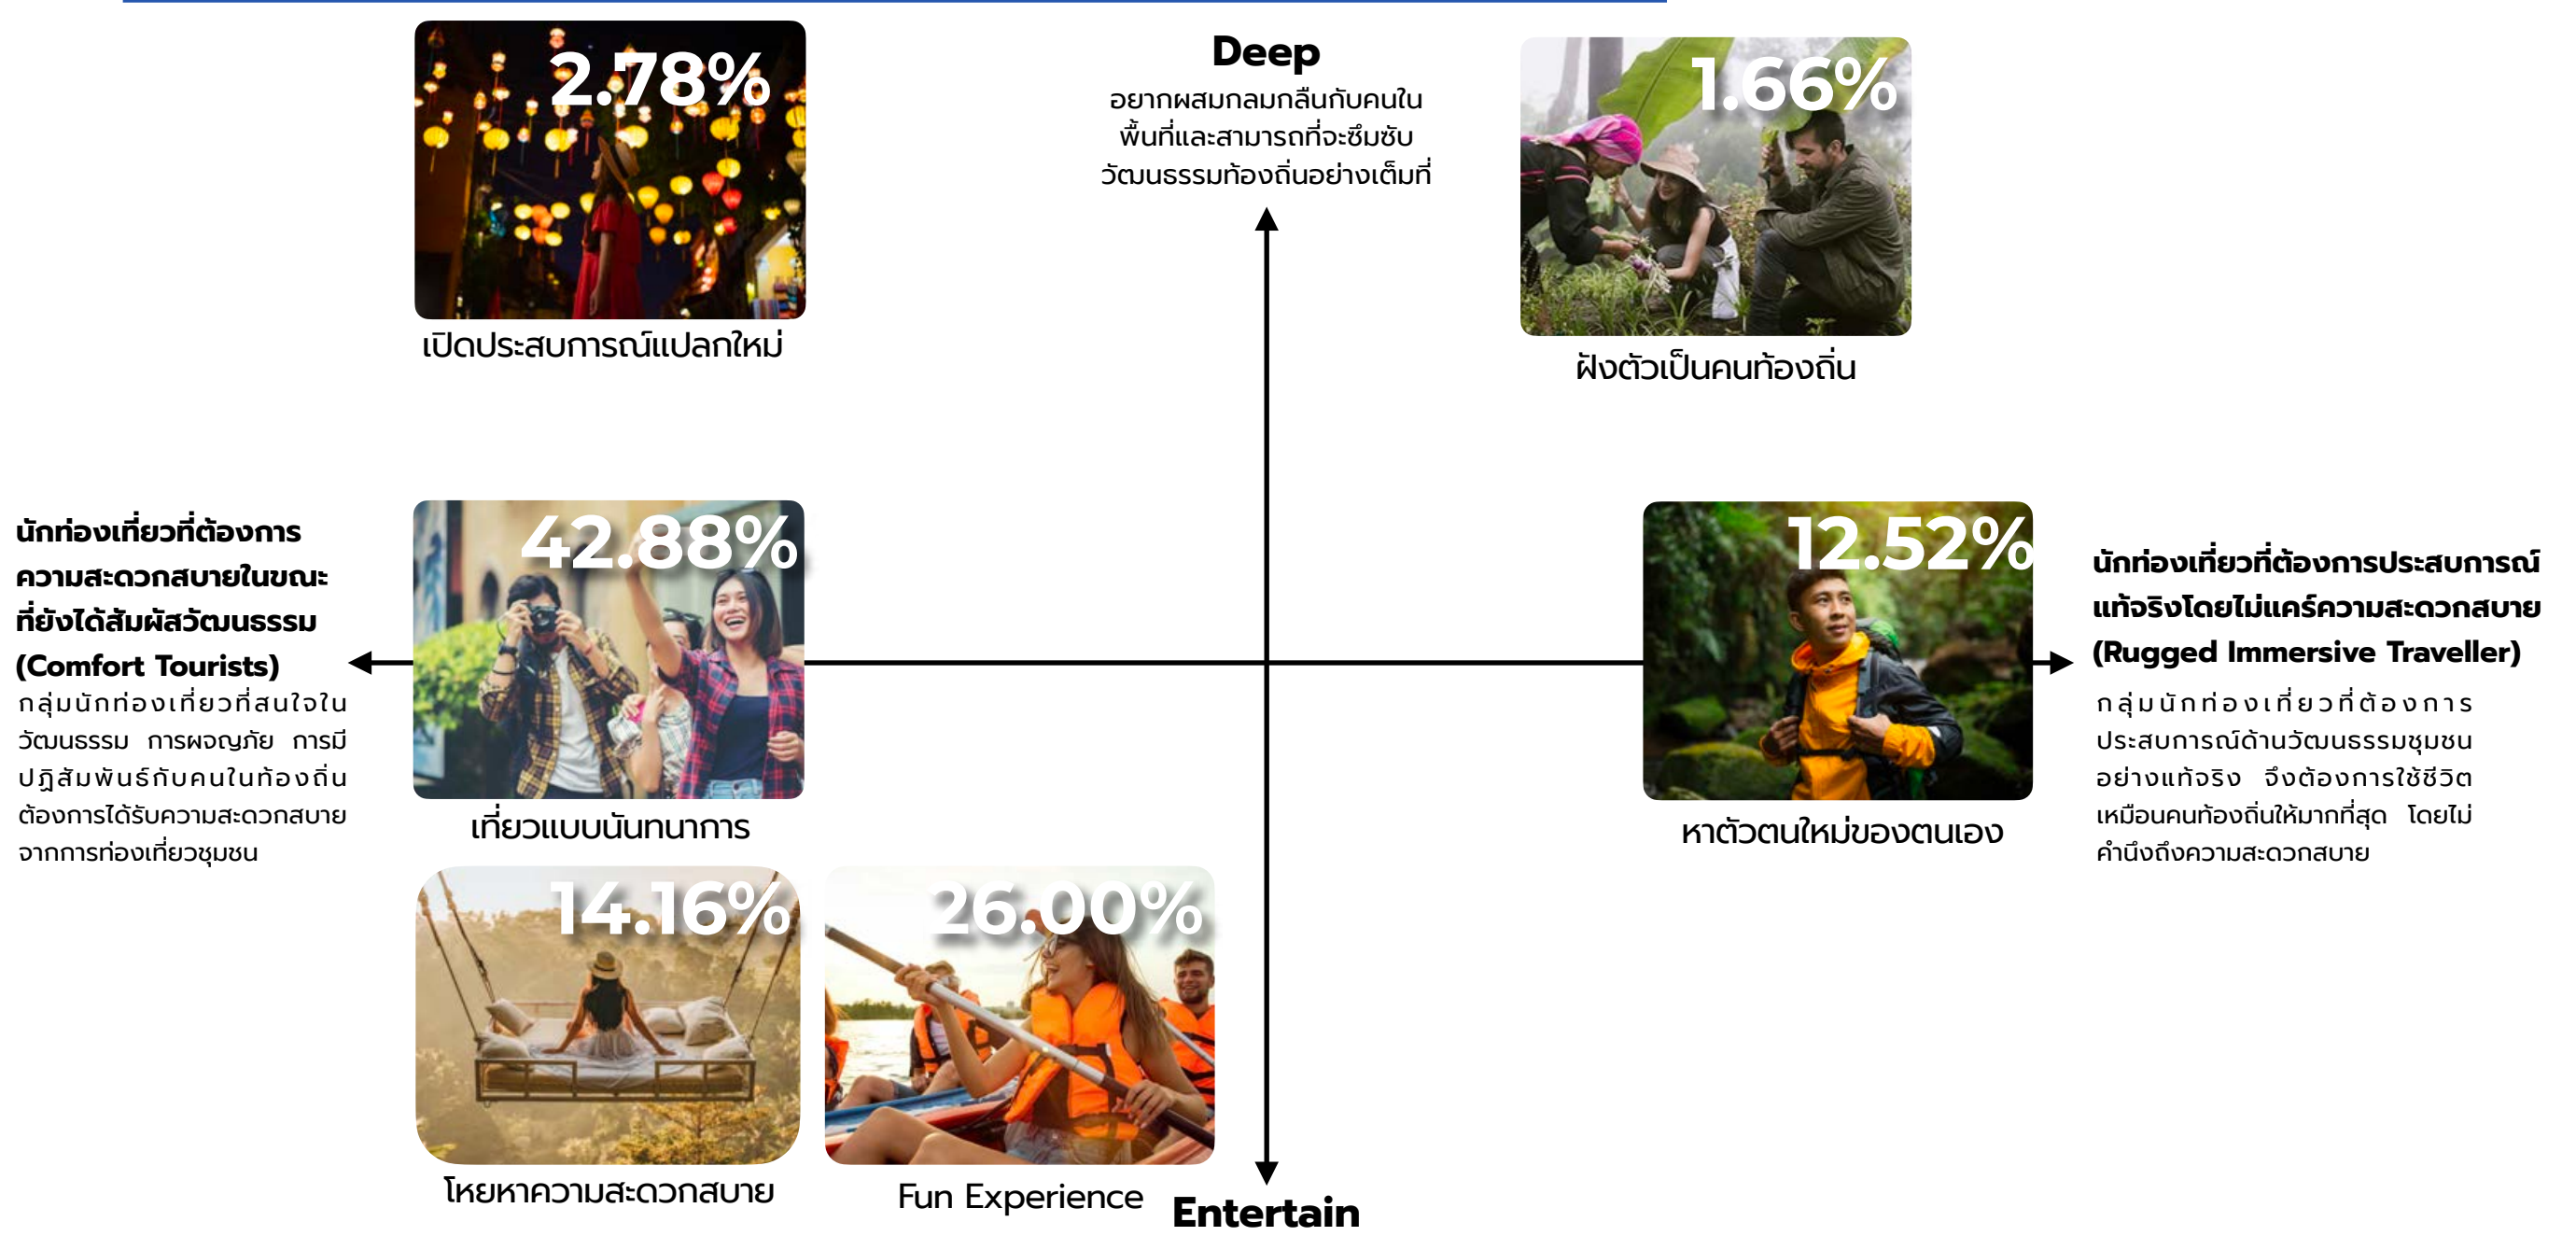 2.78%
เปิดประสบการณ์แปลกใหม่
Deep
อยากผสมกลมกลืนกับคนใน
พื้นที่และสามารถที่จะซึมซับ
วัฒนธรรมท้องถิ่นอย่างเต็มที่
1.66%
ฝังตัวเป็นคนท้องถิ่น
นักท่องเที่ยวที่ต้องการ
ความสะดวกสบายในขณะ
ที่ยังได้สัมผัสวัฒนธรรม
(Comfort Tourists)
กลุ่มนักท่องเที่ยวที่สนใจใน
วัฒนธรรม การผจญภัย การมี
ปฏิสัมพันธ์กับคนในท้องถิ่น
ต้องการได้รับความสะดวกสบาย
จากการท่องเที่ยวชุมชน
42.88%
เที่ยวแบบนันทนาการ
12.52%
หาตัวตนใหม่ของตนเอง
นักท่องเที่ยวที่ต้องการประสบการณ์
แท้จริงโดยไม่แคร์ความสะดวกสบาย
(Rugged Immersive Traveller)
กลุ่มนักท่องเที่ยวที่ต้องการ
ประสบการณ์ด้านวัฒนธรรมชุมชน
อย่างแท้จริง จึงต้องการใช้ชีวิต
เหมือนคนท้องถิ่นให้มากที่สุด โดยไม่
คำนึงถึงความสะดวกสบาย
14.16%
โหยหาความสะดวกสบาย
26.00%
Fun Experience
Entertain